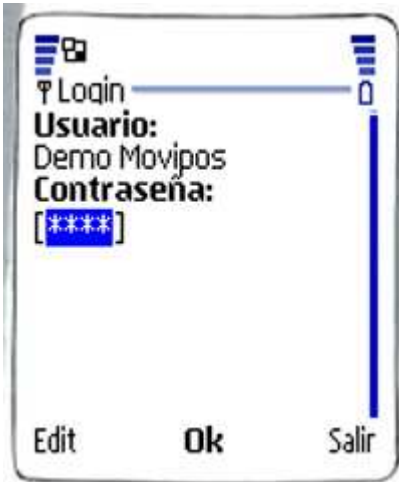 Login
Usuario:
Demo Movipos
Contraseña:
[****]
Edit Ok Salir